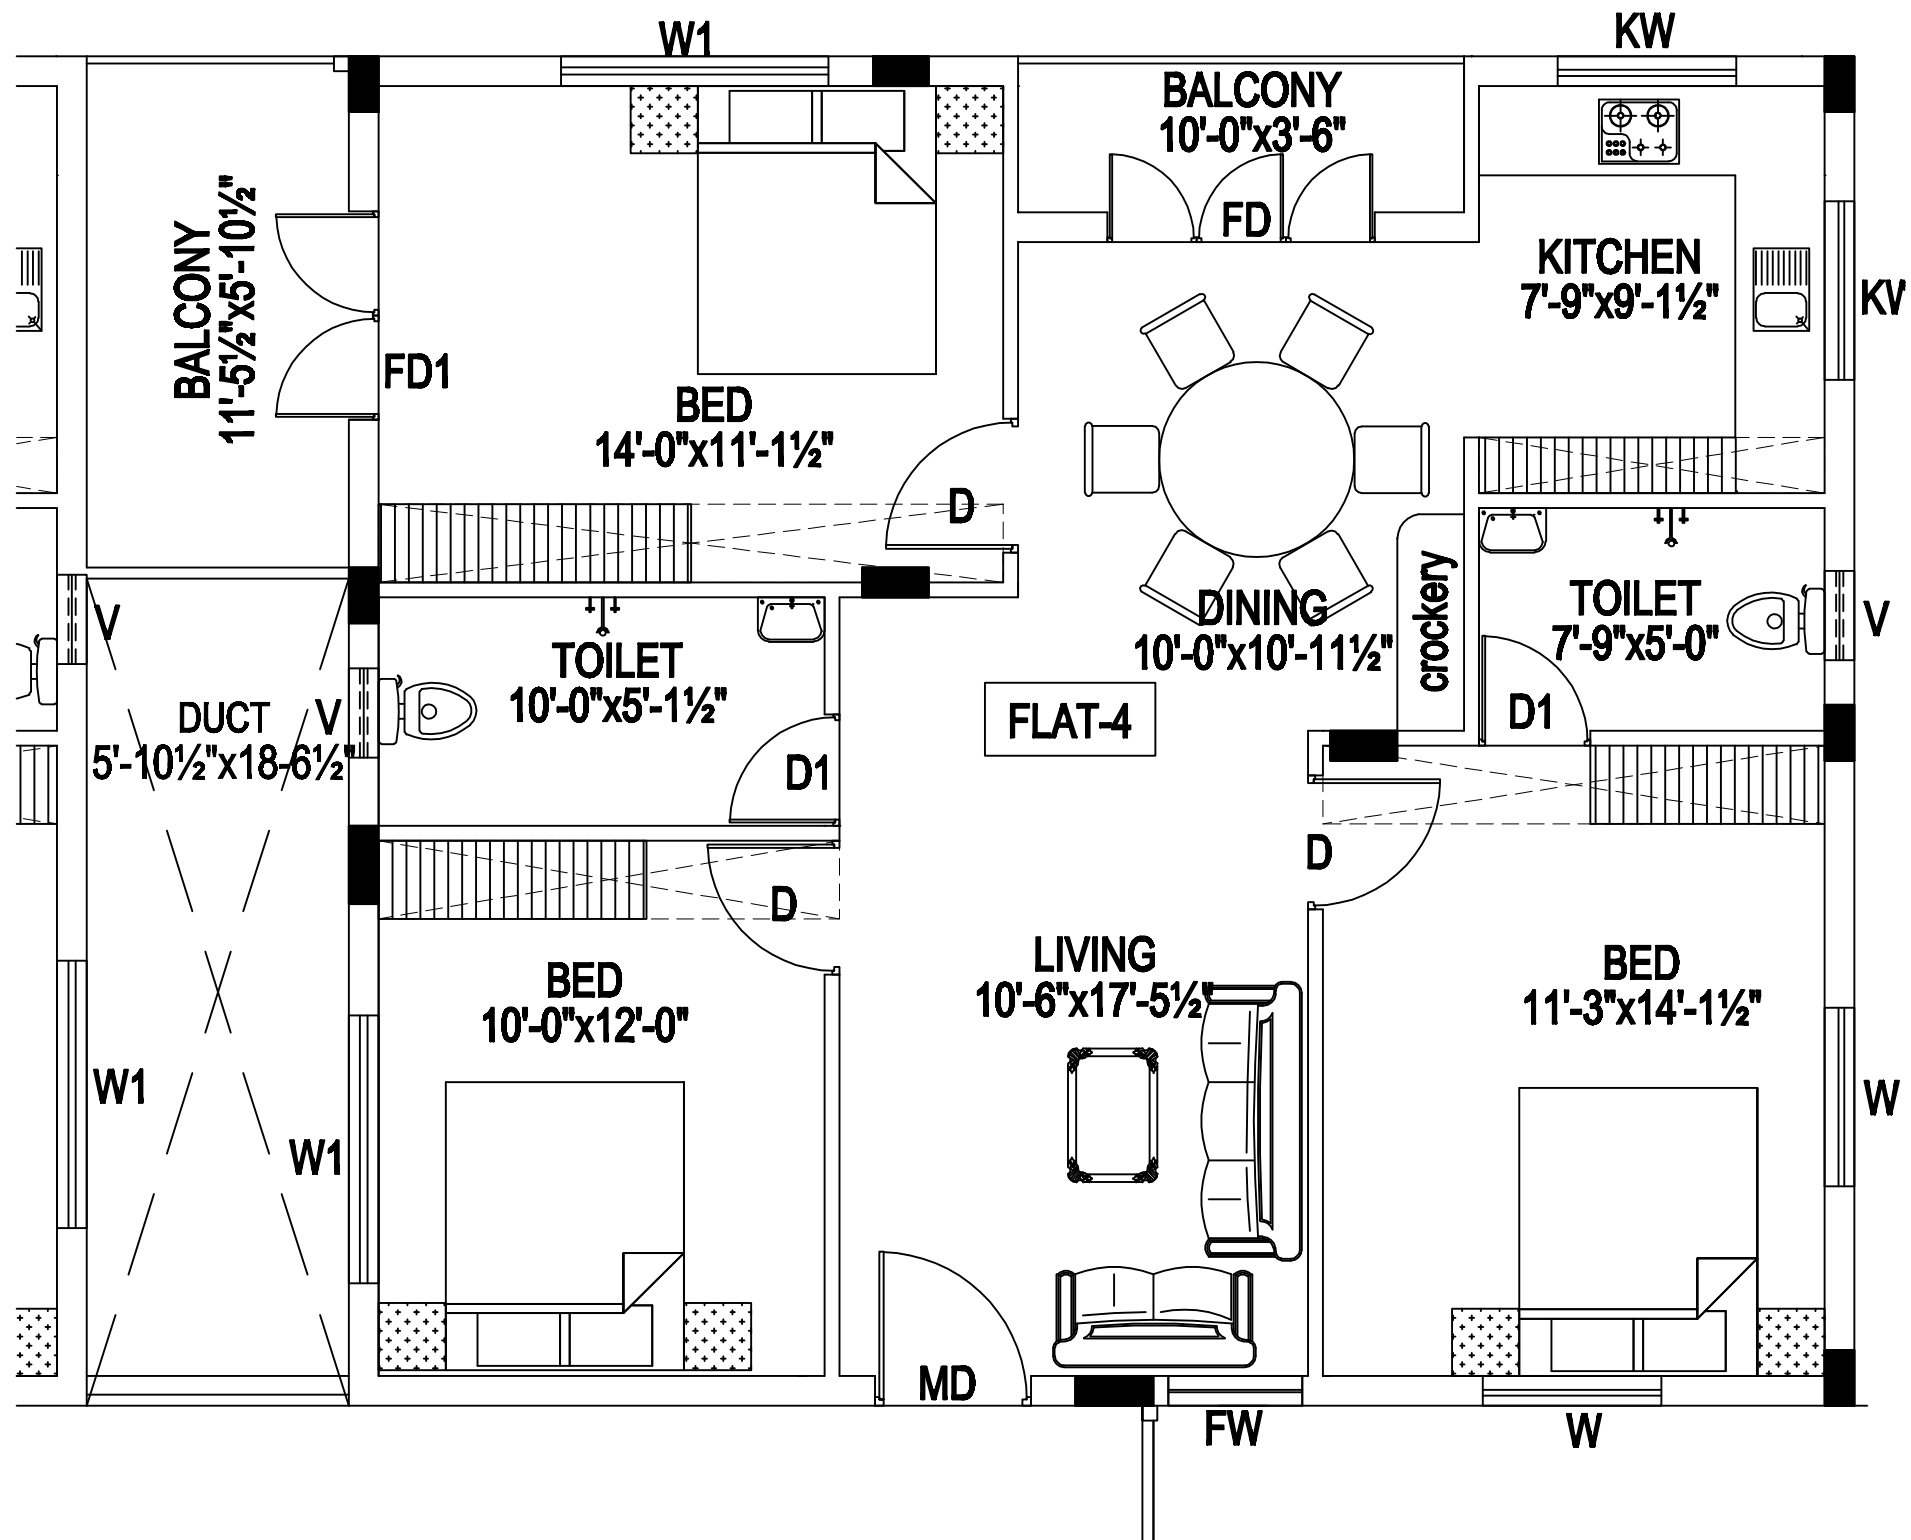 W1
KW
BALCONY
10'-0"x3'-6"
FD
BALCONY
11'-5½"x5'-10½"
FD1
KITCHEN
7'-9"x9'-1½"
KW
BED
14'-0"x11'-1½"
D
crockery
DINING
10'-0"x10'-11½"
TOILET
7'-9"x5'-0"
V
D1
V
DUCT
5'-10½"x18-6½"
V
TOILET
10'-0"x5'-1½"
D1
FLAT-4
D
D
BED
10'-0"x12'-0"
LIVING
10'-6"x17'-5½"
BED
11'-3"x14'-1½"
W1
W1
W
MD
FW
W